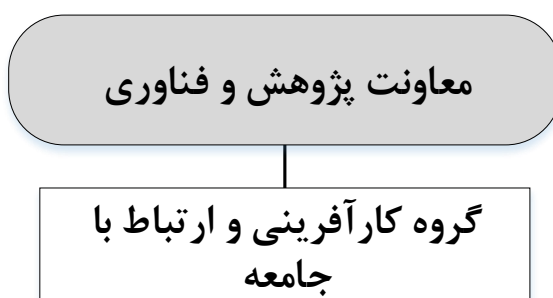 معاونت پژوهش و فناوری
گروه کارآفرینی و ارتباط با
جامعه